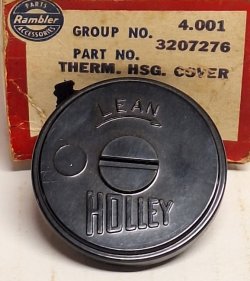 PARTS
Rambler
ACCESSORIES
GROUP NO. 4.001
PART NO. 3207276
THERM. HSG. COVER
LEAN
HOLLEY